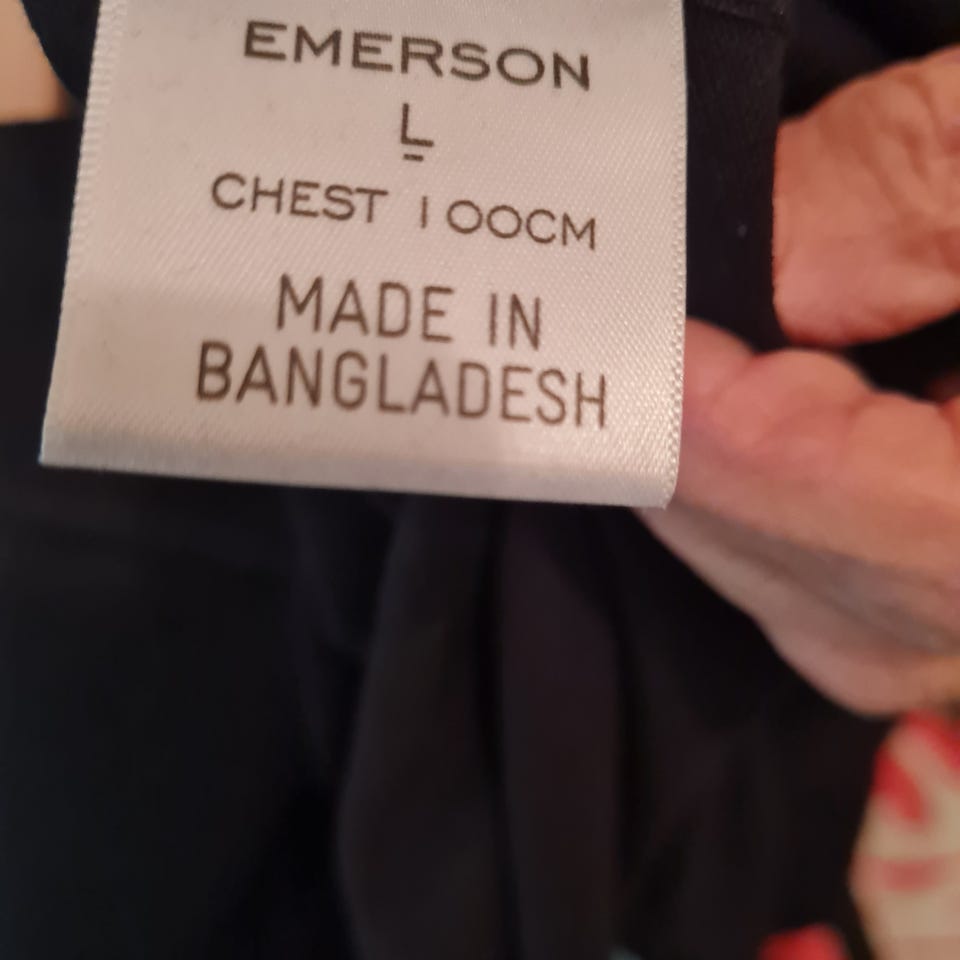 EMERSON
L
CHEST 100CM
MADE IN
BANGLADESH